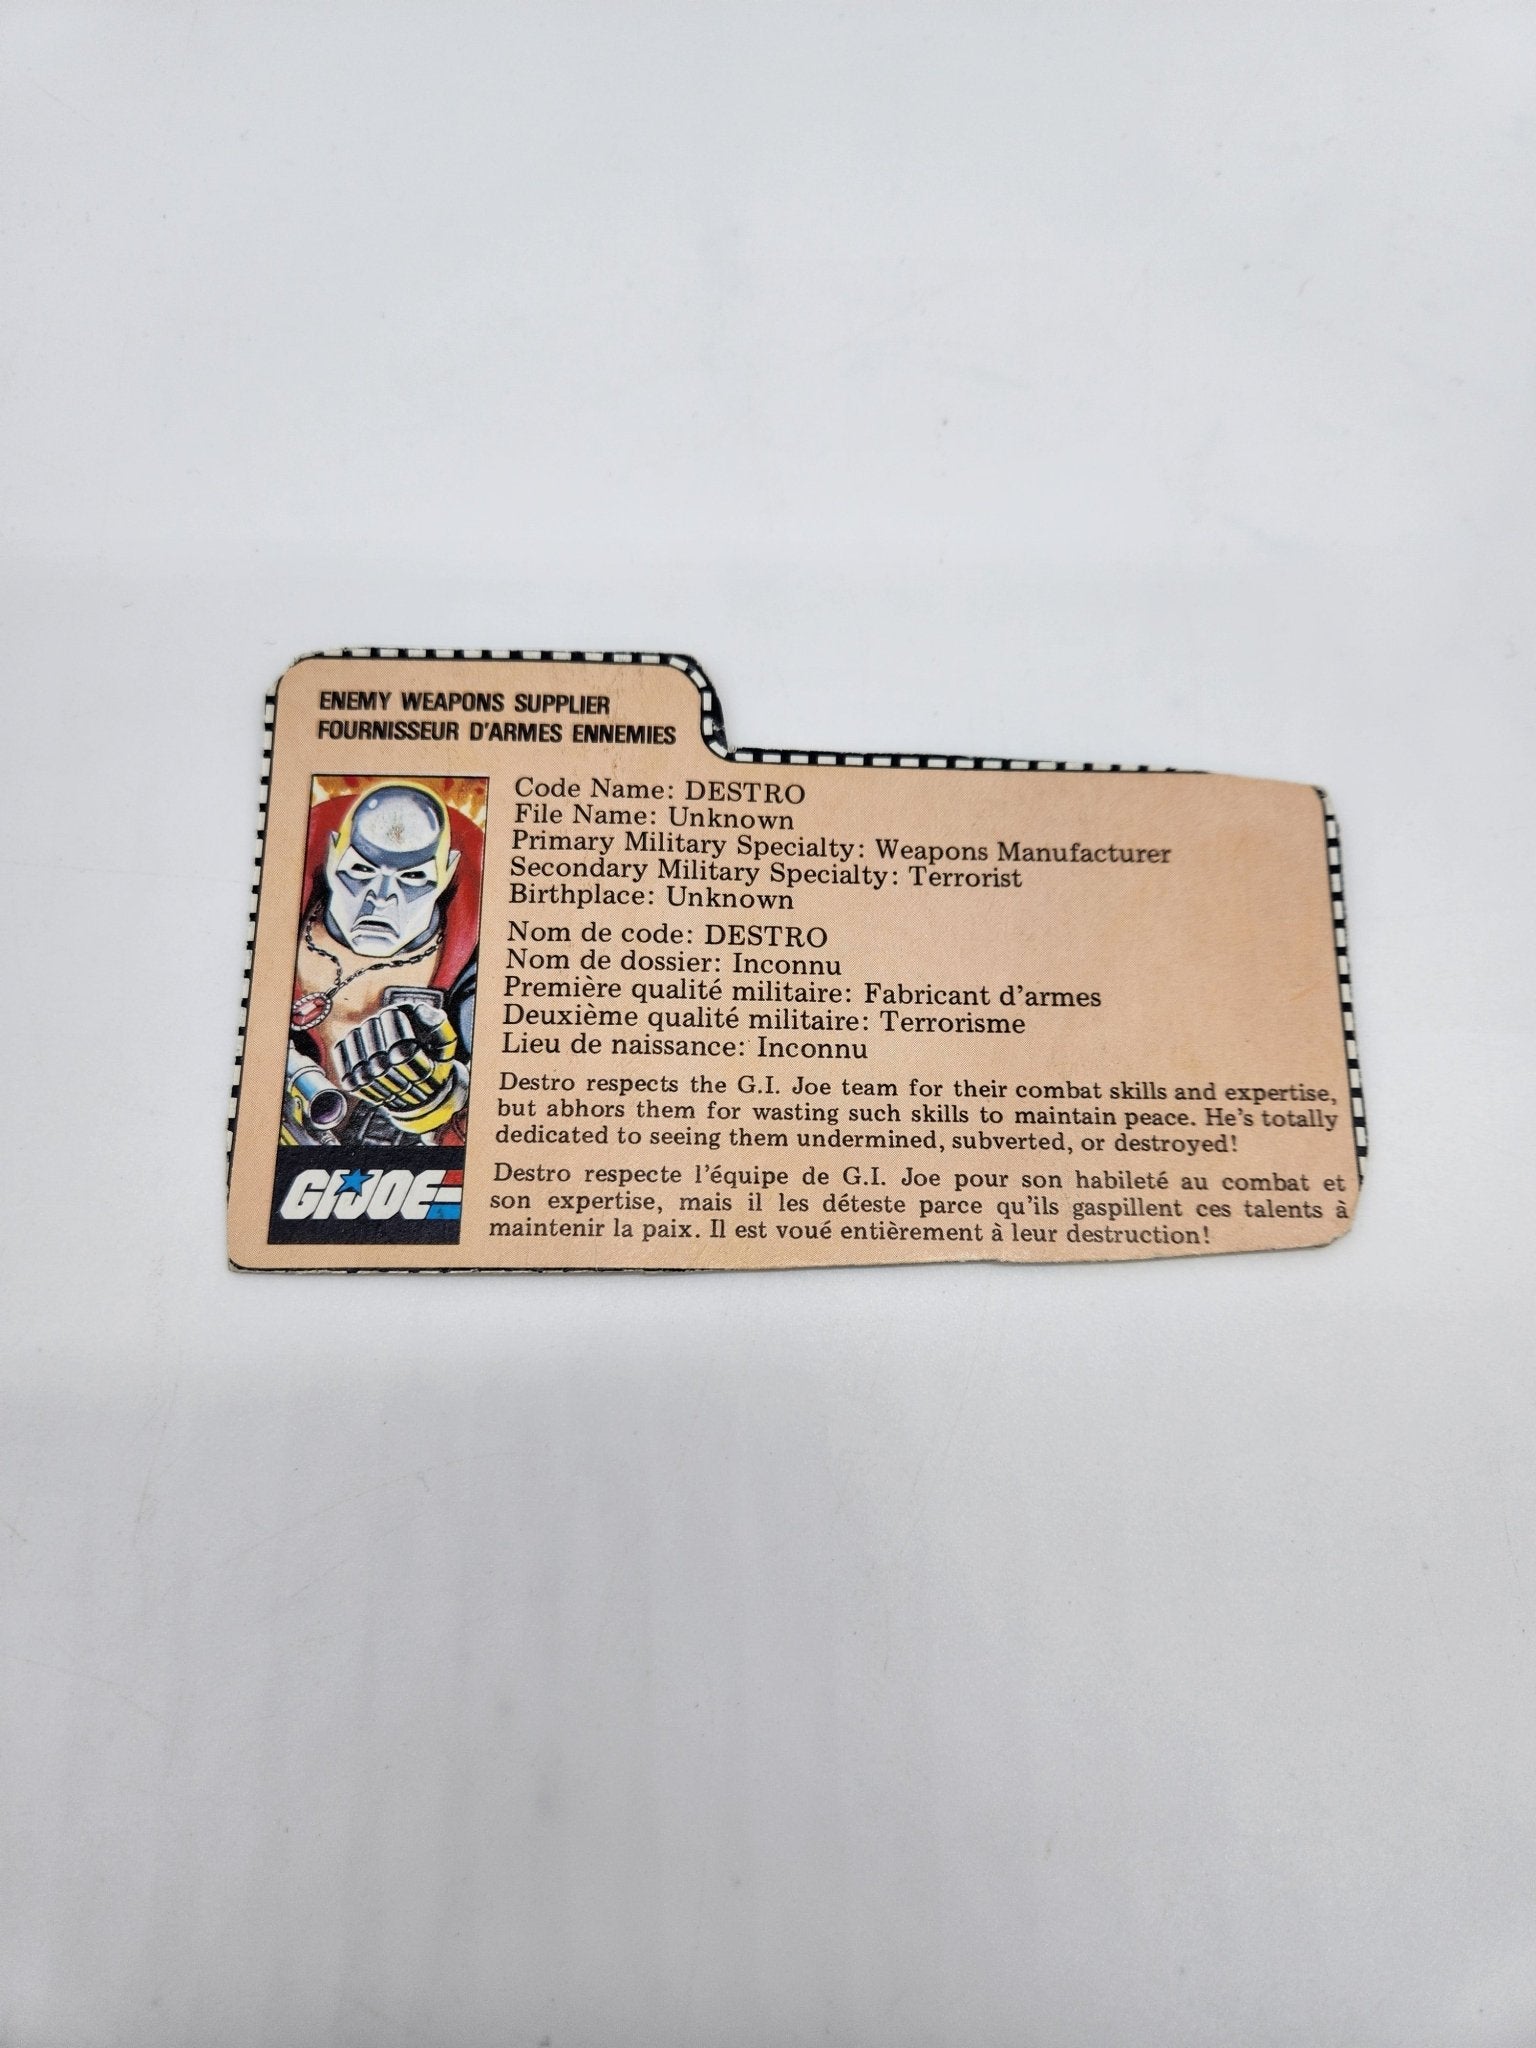 ENEMY WEAPONS SUPPLIER
FOURNISSEUR D'ARMES ENNEMIES
Code Name: DESTRO
File Name: Unknown
Primary Military Specialty: Weapons Manufacturer
Secondary Military Specialty: Terrorist
Birthplace: Unknown
Nom de code: DESTRO
Nom de dossier: Inconnu
Première qualité militaire: Fabricant d'armes
Deuxième qualité militaire: Terrorisme
Lieu de naissance: Inconnu
Destro respects the G.I. Joe team for their combat skills and expertise,
but abhors them for wasting such skills to maintain peace. He's totally
dedicated to seeing them undermined, subverted, or destroyed!
Destro respecte l'équipe de G.I. Joe pour son habileté au combat et
son expertise, mais il les déteste parce qu'ils gaspillent ces talents à
maintenir la paix. Il est voué entièrement à leur destruction!
GI JOE